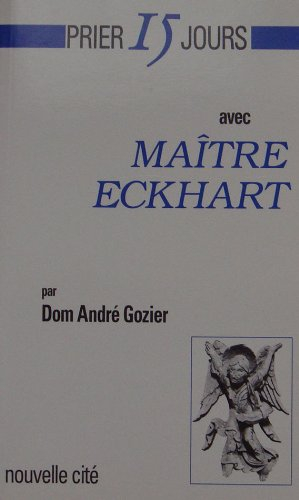 PRIER 15 JOURS
avec
MAÎTRE
ECKHART
par
Dom André Gozier
nouvelle cité